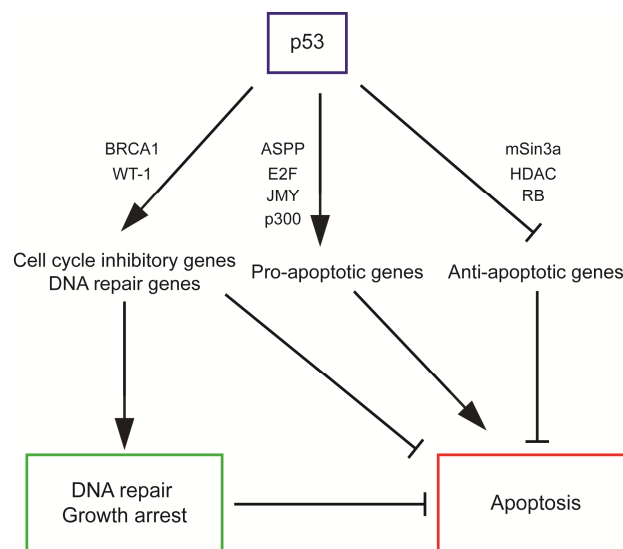 p53
BRCA1
WT-1
ASPP
E2F
JMY
p300
mSin3a
HDAC
RB
Cell cycle inhibitory genes
DNA repair genes
Pro-apoptotic genes
Anti-apoptotic genes
DNA repair
Growth arrest
Apoptosis